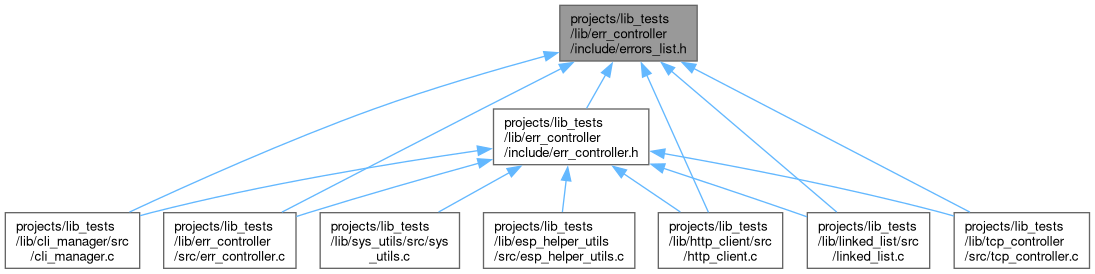 projects/lib_tests
/lib/err_controller
/include/errors_list.h
projects/lib_tests
/lib/err_controller
/include/err_controller.h
projects/lib_tests
/lib/cli_manager/src
/cli_manager.c
projects/lib_tests
/lib/err_controller
/src/err_controller.c
projects/lib_tests
/lib/sys_utils/src/sys
_utils.c
projects/lib_tests
/lib/esp_helper_utils
/src/esp_helper_utils.c
projects/lib_tests
/lib/http_client/src
/http_client.c
projects/lib_tests
/lib/linked_list/src
/linked_list.c
projects/lib_tests
/lib/tcp_controller
/src/tcp_controller.c